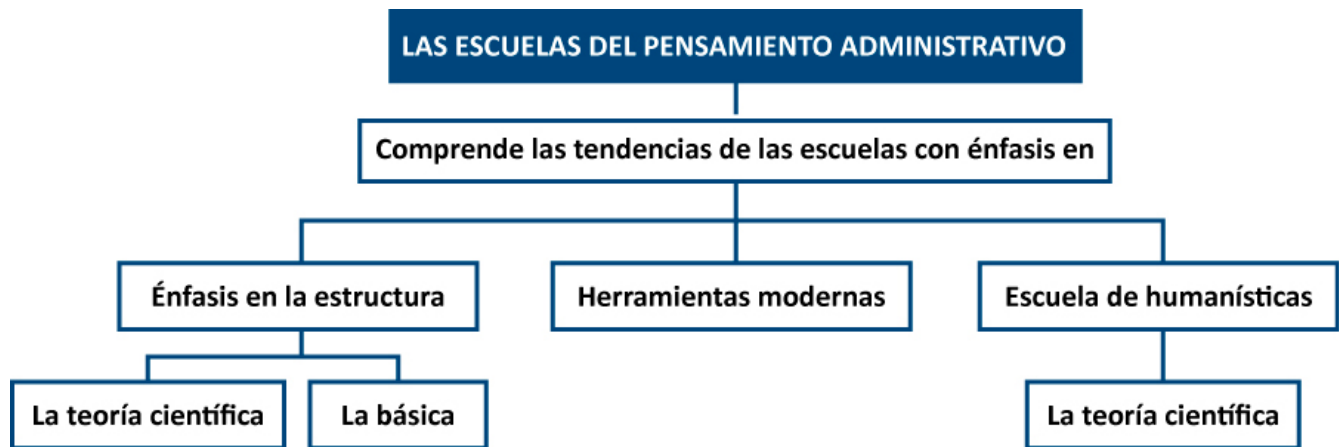 LAS ESCUELAS DEL PENSAMIENTO ADMINISTRATIVO
Comprende las tendencias de las escuelas con énfasis en
Énfasis en la estructura
Herramientas modernas
Escuela de humanísticas
La teoría científica
La básica
La teoría científica